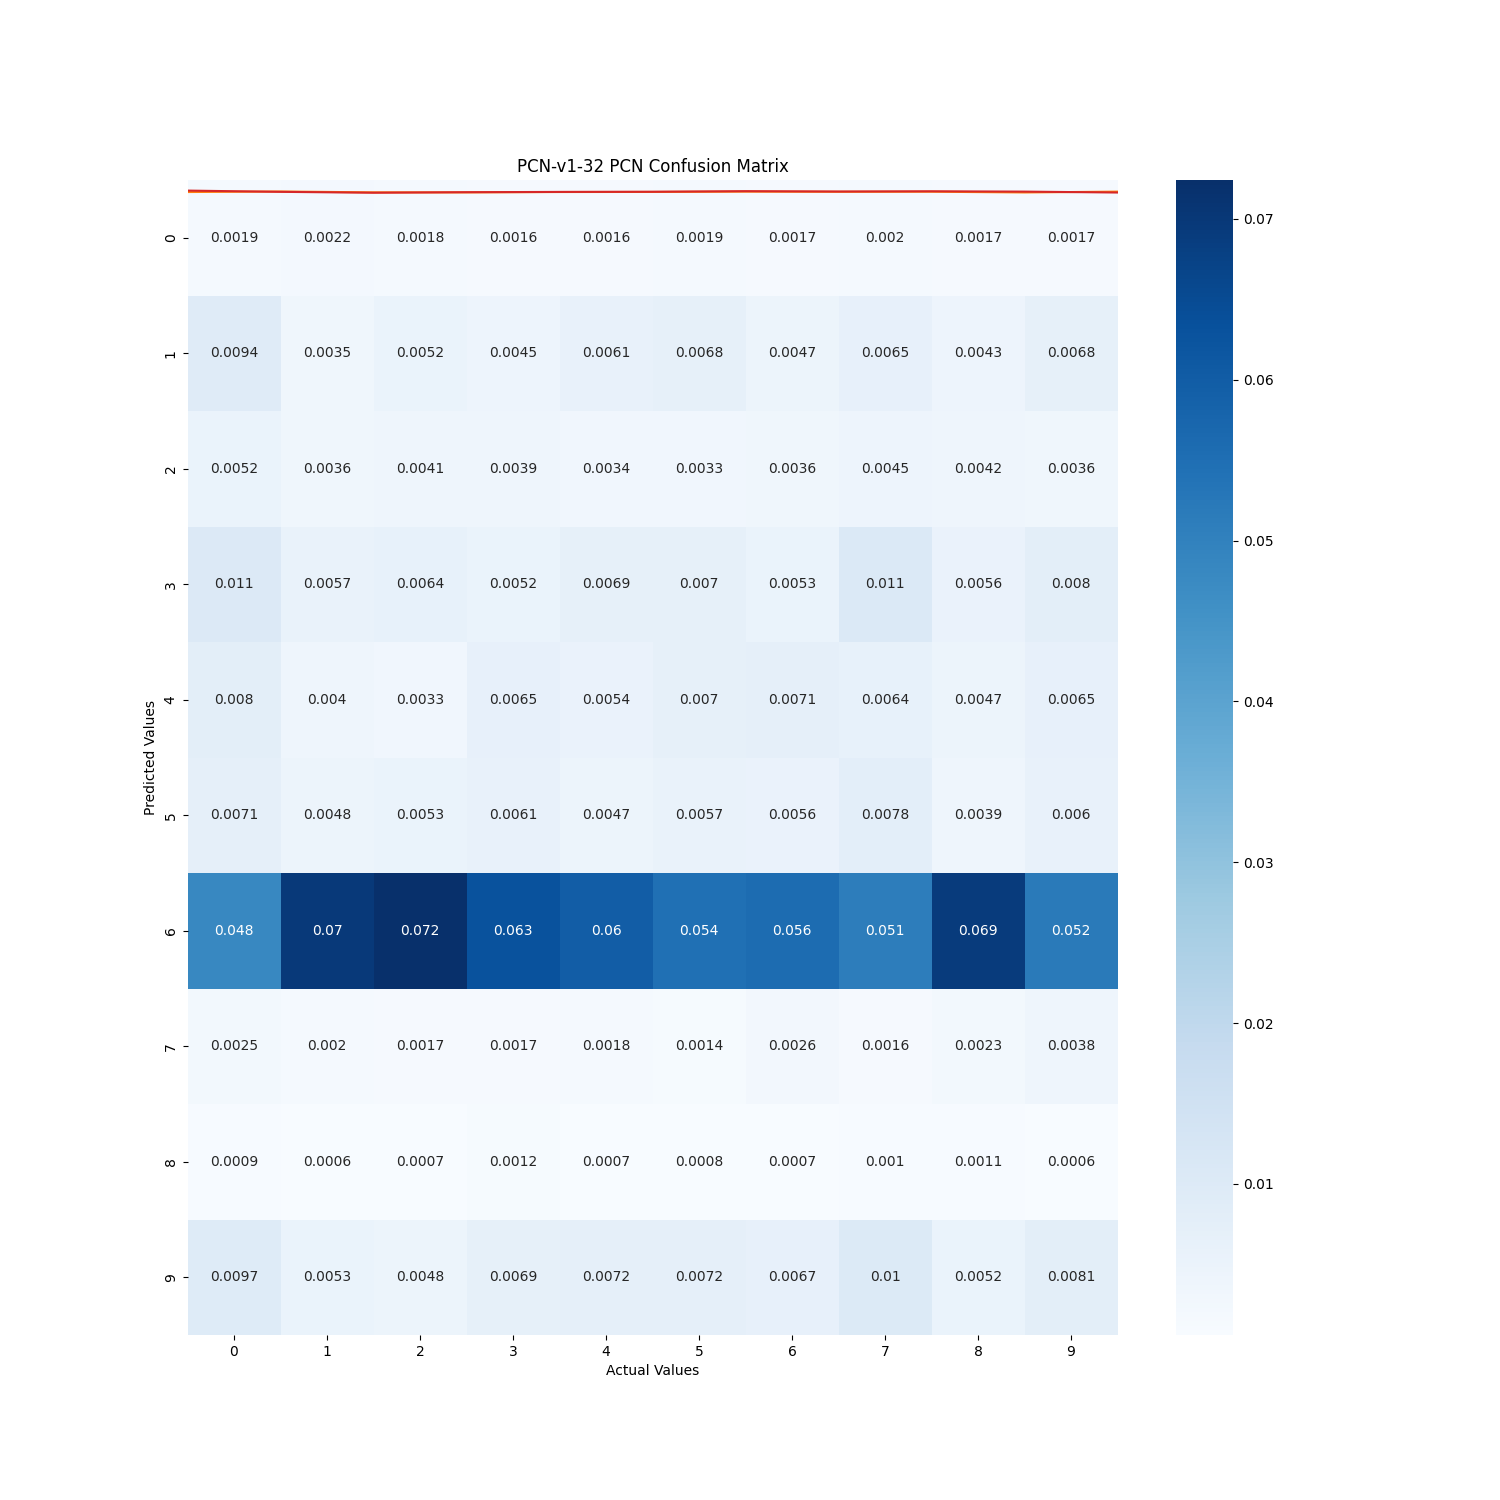 PCN-v1-32 PCN Confusion Matrix
0 0.0019 0.0022 0.0018 0.0016 0.0016 0.0019 0.0017 0.002 0.0017 0.0017
1 0.0094 0.0035 0.0052 0.0045 0.0061 0.0068 0.0047 0.0065 0.0043 0.0068
2 0.0052 0.0036 0.0041 0.0039 0.0034 0.0033 0.0036 0.0045 0.0042 0.0036
3 0.011 0.0057 0.0064 0.0052 0.0069 0.007 0.0053 0.011 0.0056 0.008
4 0.008 0.004 0.0033 0.0065 0.0054 0.007 0.0071 0.0064 0.0047 0.0065
5 0.0071 0.0048 0.0053 0.0061 0.0047 0.0057 0.0056 0.0078 0.0039 0.006
6 0.048 0.07 0.072 0.063 0.06 0.054 0.056 0.051 0.069 0.052
7 0.0025 0.002 0.0017 0.0017 0.0018 0.0014 0.0026 0.0016 0.0023 0.0038
8 0.0009 0.0006 0.0007 0.0012 0.0007 0.0008 0.0007 0.001 0.0011 0.0006
9 0.0097 0.0053 0.0048 0.0069 0.0072 0.0072 0.0067 0.01 0.0052 0.0081
0 1 2 3 4 5 6 7 8 9
Actual Values
Predicted Values
0.07
0.06
0.05
0.04
0.03
0.02
0.01